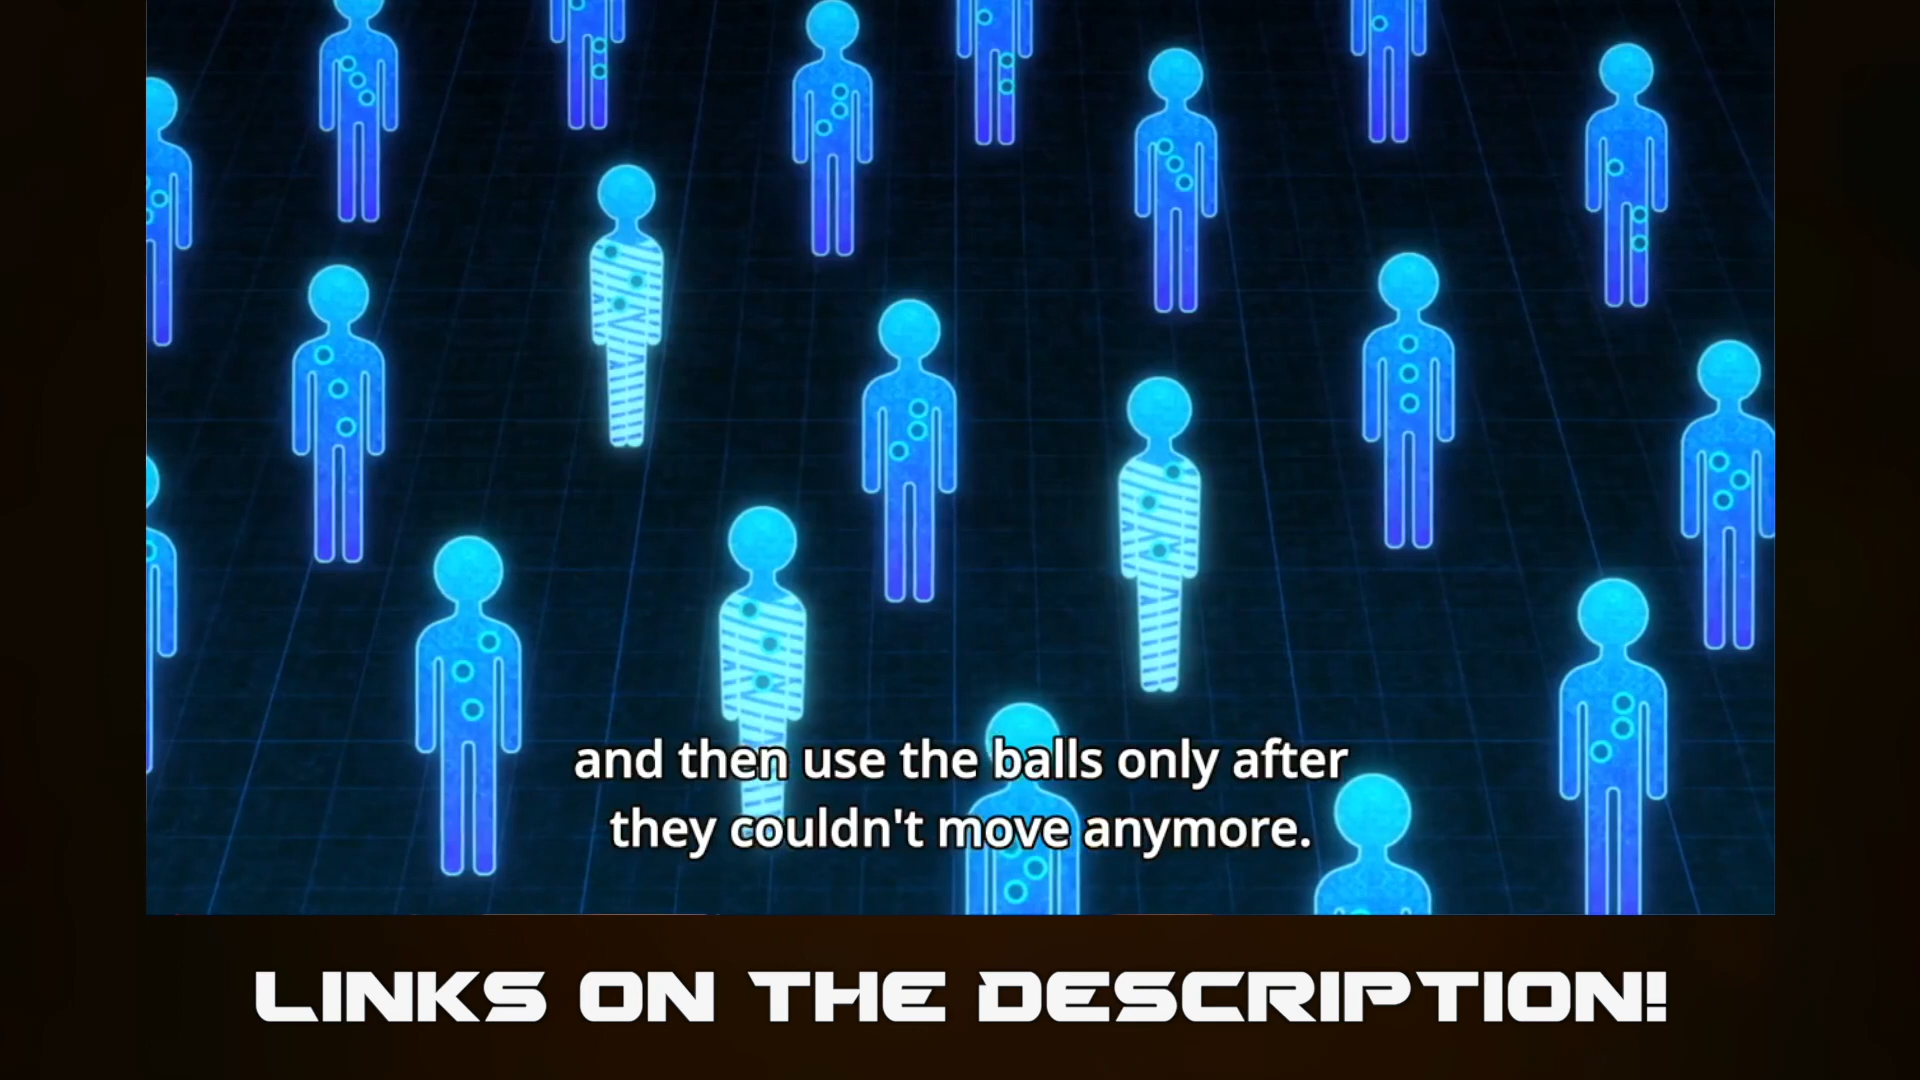 and then use the balls only after
they couldn't move anymore.
LINKS ON THE DESCRIPTION!